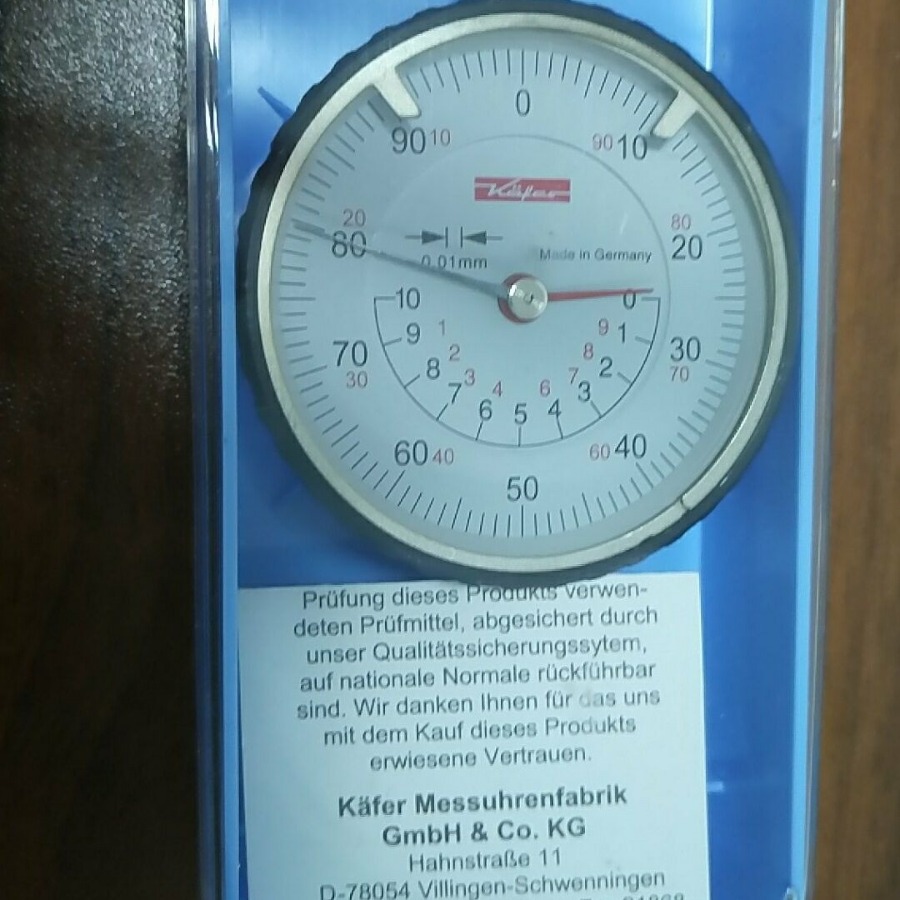 0
90 10
90 10
Käfer
20
80
80
20
0.01mm
Made in Germany
10
0
9 1
9 1
70
30
8 2
8 2
30
70
7 3
7 3
6 4
5
6 4
60 40
60 40
50
Prüfung dieses Produkts verwen-
deten Prüfmittel, abgesichert durch
unser Qualitätssicherungssytem,
auf nationale Normale rückführbar
sind. Wir danken Ihnen für das uns
mit dem Kauf dieses Produkts
erwiesene Vertrauen.
Käfer Messuhrenfabrik
GmbH & Co. KG
Hahnstraße 11
D-78054 Villingen-Schwenningen